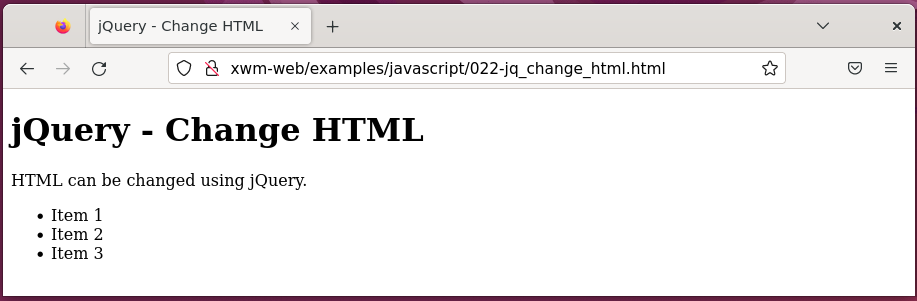 jQuery - Change HTML
xwm-web/examples/javascript/022-jq_change_html.html
jQuery - Change HTML
HTML can be changed using jQuery.
• Item 1
• Item 2
• Item 3